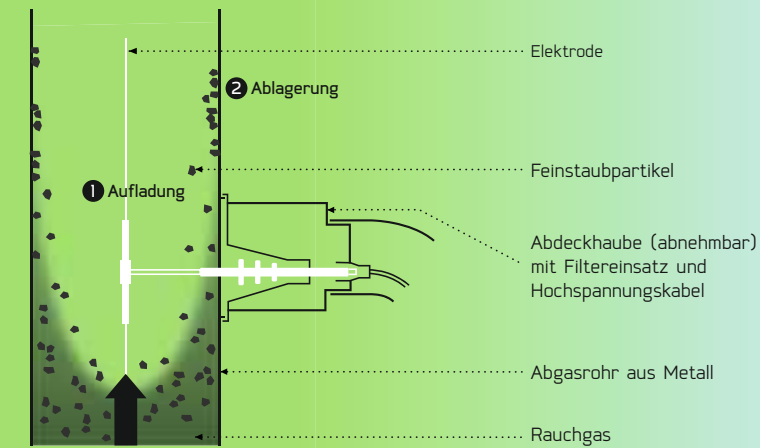 Elektrode
2 Ablagerung
Feinstaubpartikel
1 Aufladung
Abdeckhaube (abnehmbar)
mit Filtereinsatz und
Hochspannungskabel
Abgasrohr aus Metall
Rauchgas